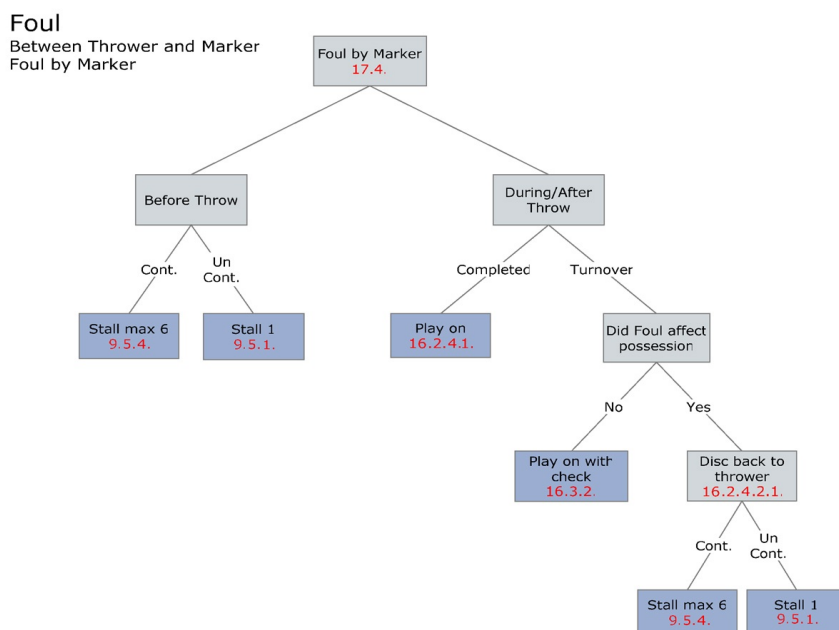 Foul
Between Thrower and Marker
Foul by Marker
Foul by Marker
17.4.
Before Throw
During/After
Throw
Cont.
Un
Cont.
Completed
Turnover
Stall max 6
9.5.4.
Stall 1
9.5.1.
Play on
16.2.4.1.
Did Foul affect
possession
No
Yes
Play on with
check
16.3.2.
Disc back to
thrower
16.2.4.2.1.
Cont.
Un
Cont.
Stall max 6
9.5.4.
Stall 1
9.5.1.